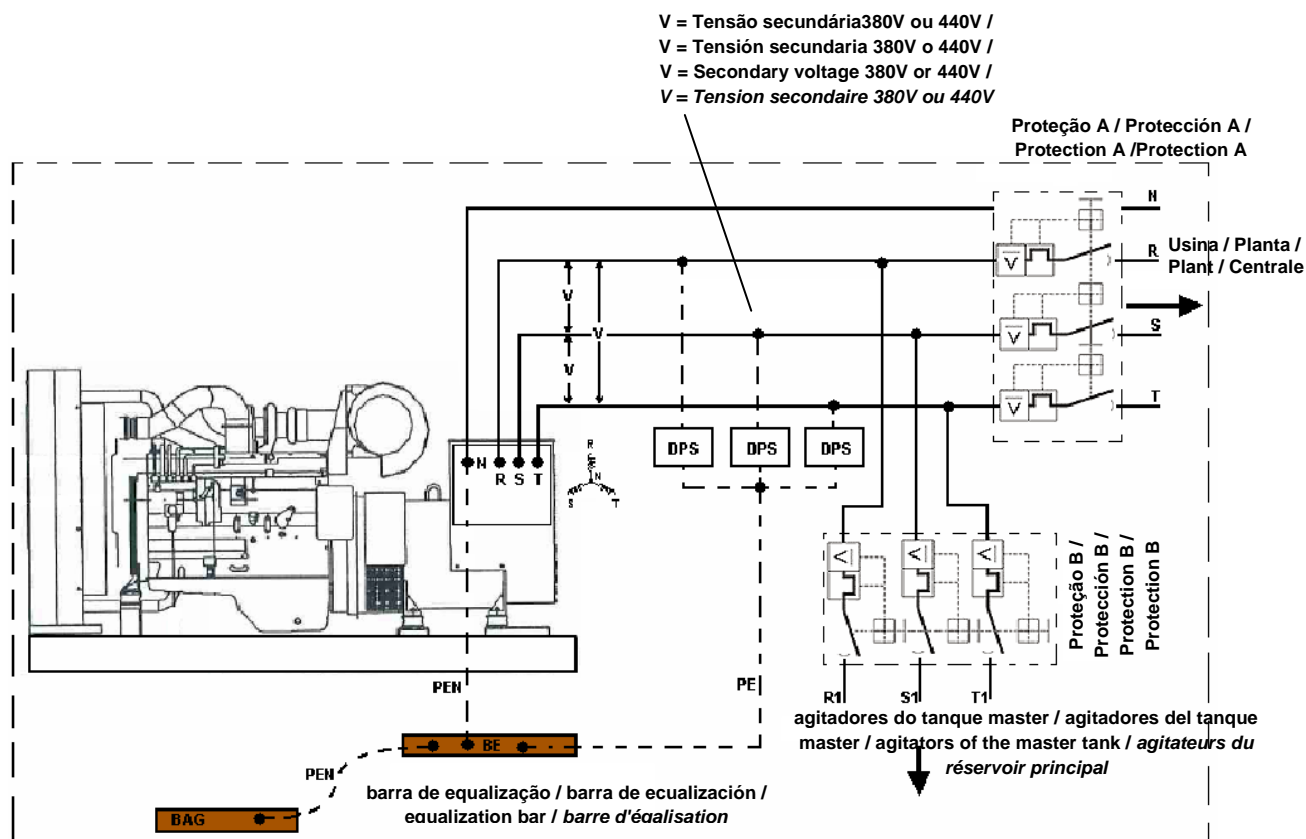 V = Tensão secundária380V ou 440V /
V = Tensión secundaria 380V o 440V /
V = Secondary voltage 380V or 440V /
V = Tension secondaire 380V ou 440V
Proteção A / Protección A /
Protection A /Protection A
N
R
Usina / Planta /
Plant / Centrale
S
T
V
V
V
DPS
DPS
DPS
N
R S T
R
N
S
T
Proteção B /
Protección B /
Protection B /
Protection B
PEN
PE
R1
S1
T1
agitadores do tanque master / agitadores del tanque
master / agitators of the master tank / agitateurs du
réservoir principal
BE
PEN
barra de equalização / barra de ecualización /
equalization bar / barre d'égalisation
BAG